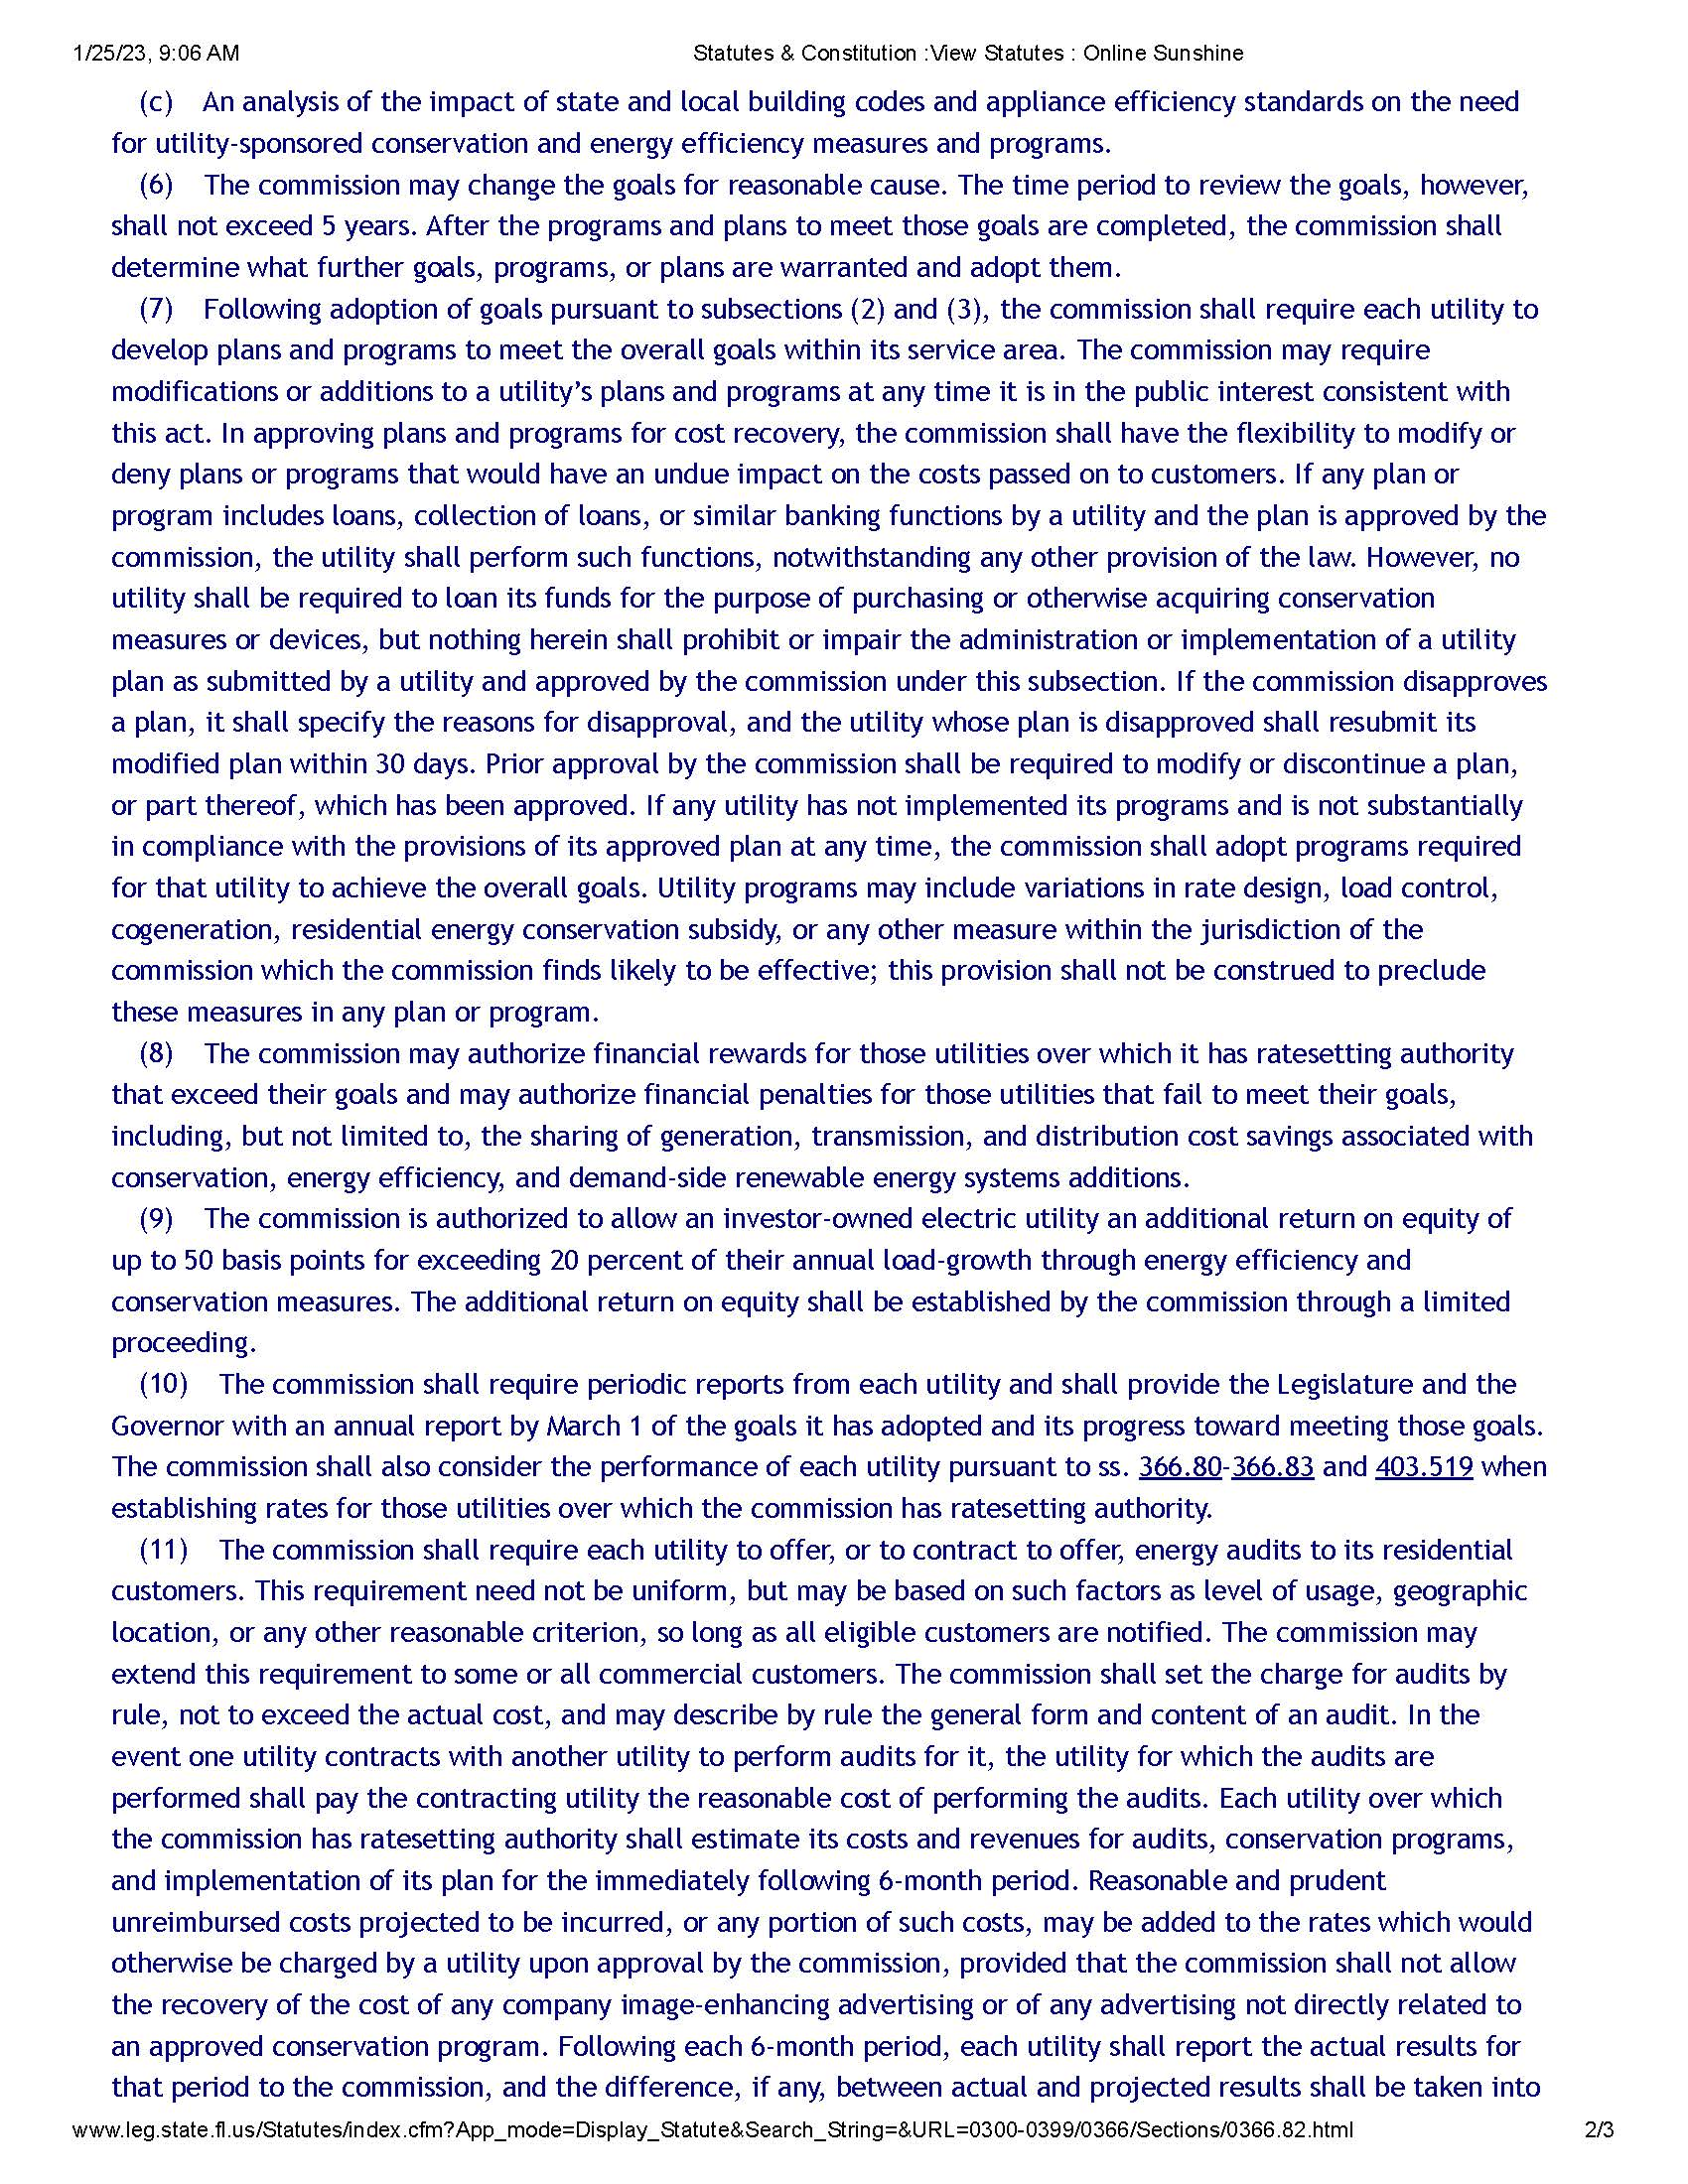 1/25/23, 9:06 AM Statutes & Constitution :View Statutes : Online Sunshine
(c) An analysis of the impact of state and local building codes and appliance efficiency standards on the need
for utility-sponsored conservation and energy efficiency measures and programs.
(6) The commission may change the goals for reasonable cause. The time period to review the goals, however,
shall not exceed 5 years. After the programs and plans to meet those goals are completed, the commission shall
determine what further goals, programs, or plans are warranted and adopt them.
(7) Following adoption of goals pursuant to subsections (2) and (3), the commission shall require each utility to
develop plans and programs to meet the overall goals within its service area. The commission may require
modifications or additions to a utility’s plans and programs at any time it is in the public interest consistent with
this act. In approving plans and programs for cost recovery, the commission shall have the flexibility to modify or
deny plans or programs that would have an undue impact on the costs passed on to customers. If any plan or
program includes loans, collection of loans, or similar banking functions by a utility and the plan is approved by the
commission, the utility shall perform such functions, notwithstanding any other provision of the law. However, no
utility shall be required to loan its funds for the purpose of purchasing or otherwise acquiring conservation
measures or devices, but nothing herein shall prohibit or impair the administration or implementation of a utility
plan as submitted by a utility and approved by the commission under this subsection. If the commission disapproves
a plan, it shall specify the reasons for disapproval, and the utility whose plan is disapproved shall resubmit its
modified plan within 30 days. Prior approval by the commission shall be required to modify or discontinue a plan,
or part thereof, which has been approved. If any utility has not implemented its programs and is not substantially
in compliance with the provisions of its approved plan at any time, the commission shall adopt programs required
for that utility to achieve the overall goals. Utility programs may include variations in rate design, load control,
cogeneration, residential energy conservation subsidy, or any other measure within the jurisdiction of the
commission which the commission finds likely to be effective; this provision shall not be construed to preclude
these measures in any plan or program.
(8) The commission may authorize financial rewards for those utilities over which it has ratesetting authority
that exceed their goals and may authorize financial penalties for those utilities that fail to meet their goals,
including, but not limited to, the sharing of generation, transmission, and distribution cost savings associated with
conservation, energy efficiency, and demand-side renewable energy systems additions.
(9) The commission is authorized to allow an investor-owned electric utility an additional return on equity of
up to 50 basis points for exceeding 20 percent of their annual load-growth through energy efficiency and
conservation measures. The additional return on equity shall be established by the commission through a limited
proceeding.
(10) The commission shall require periodic reports from each utility and shall provide the Legislature and the
Governor with an annual report by March 1 of the goals it has adopted and its progress toward meeting those goals.
The commission shall also consider the performance of each utility pursuant to ss. 366.80-366.83 and 403.519 when
establishing rates for those utilities over which the commission has ratesetting authority.
(11) The commission shall require each utility to offer, or to contract to offer, energy audits to its residential
customers. This requirement need not be uniform, but may be based on such factors as level of usage, geographic
location, or any other reasonable criterion, so long as all eligible customers are notified. The commission may
extend this requirement to some or all commercial customers. The commission shall set the charge for audits by
rule, not to exceed the actual cost, and may describe by rule the general form and content of an audit. In the
event one utility contracts with another utility to perform audits for it, the utility for which the audits are
performed shall pay the contracting utility the reasonable cost of performing the audits. Each utility over which
the commission has ratesetting authority shall estimate its costs and revenues for audits, conservation programs,
and implementation of its plan for the immediately following 6-month period. Reasonable and prudent
unreimbursed costs projected to be incurred, or any portion of such costs, may be added to the rates which would
otherwise be charged by a utility upon approval by the commission, provided that the commission shall not allow
the recovery of the cost of any company image-enhancing advertising or of any advertising not directly related to
an approved conservation program. Following each 6-month period, each utility shall report the actual results for
that period to the commission, and the difference, if any, between actual and projected results shall be taken into
www.leg.state.fl.us/Statutes/index.cfm?App_mode=Display_Statute&Search_String=&URL=0300-0399/0366/Sections/0366.82.html 2/3